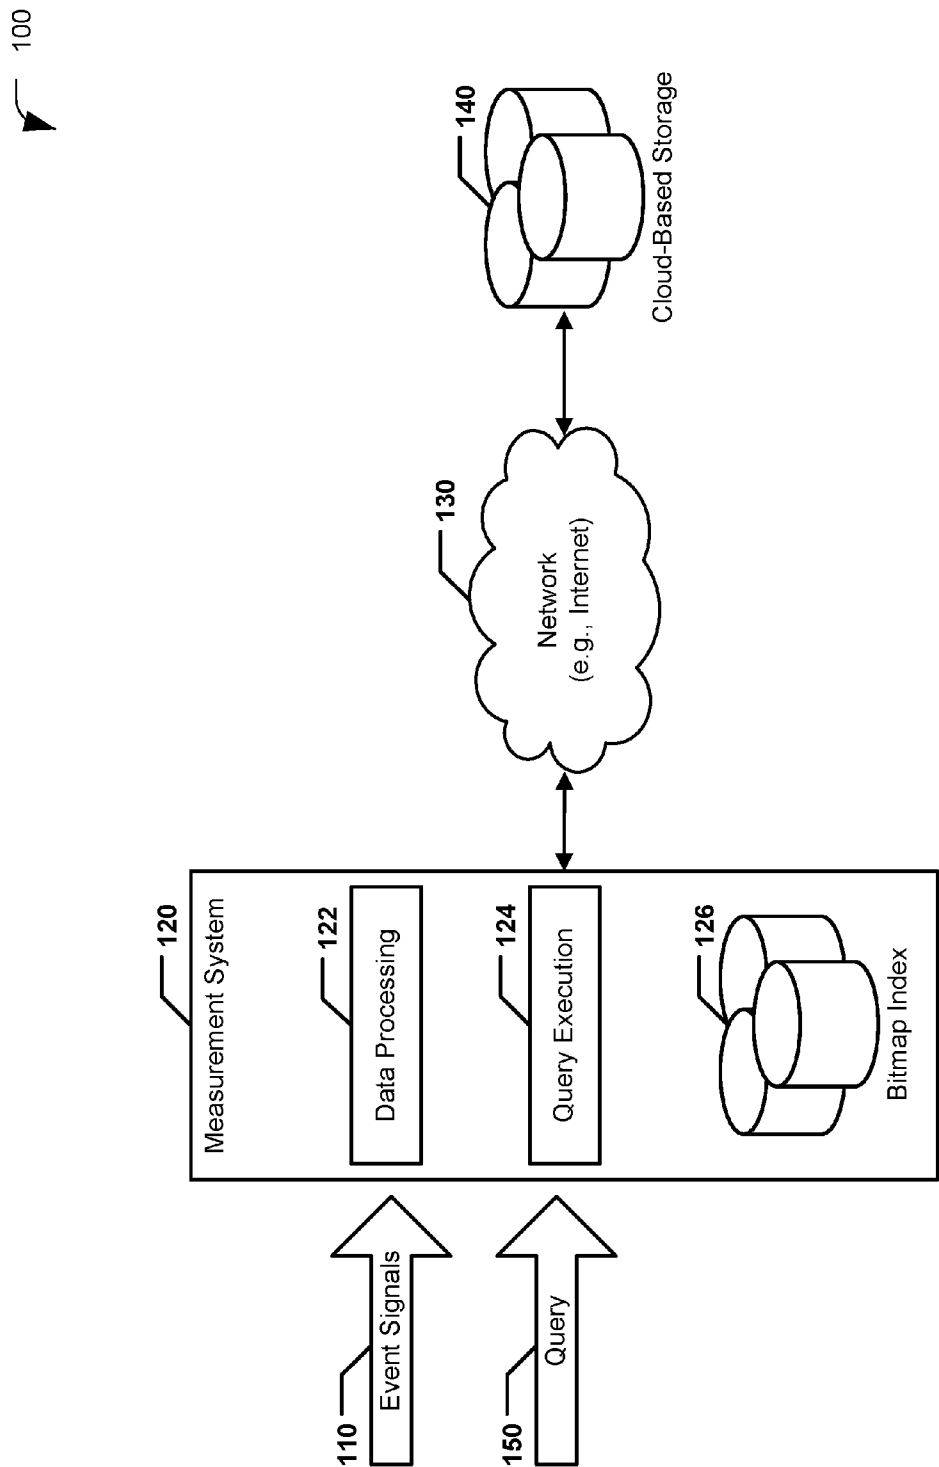 100
120
Measurement System
110
Event Signals
122
Data Processing
150
Query
124
Query Execution
126
Bitmap Index
130
Network
(e.g., Internet)
140
Cloud-Based Storage